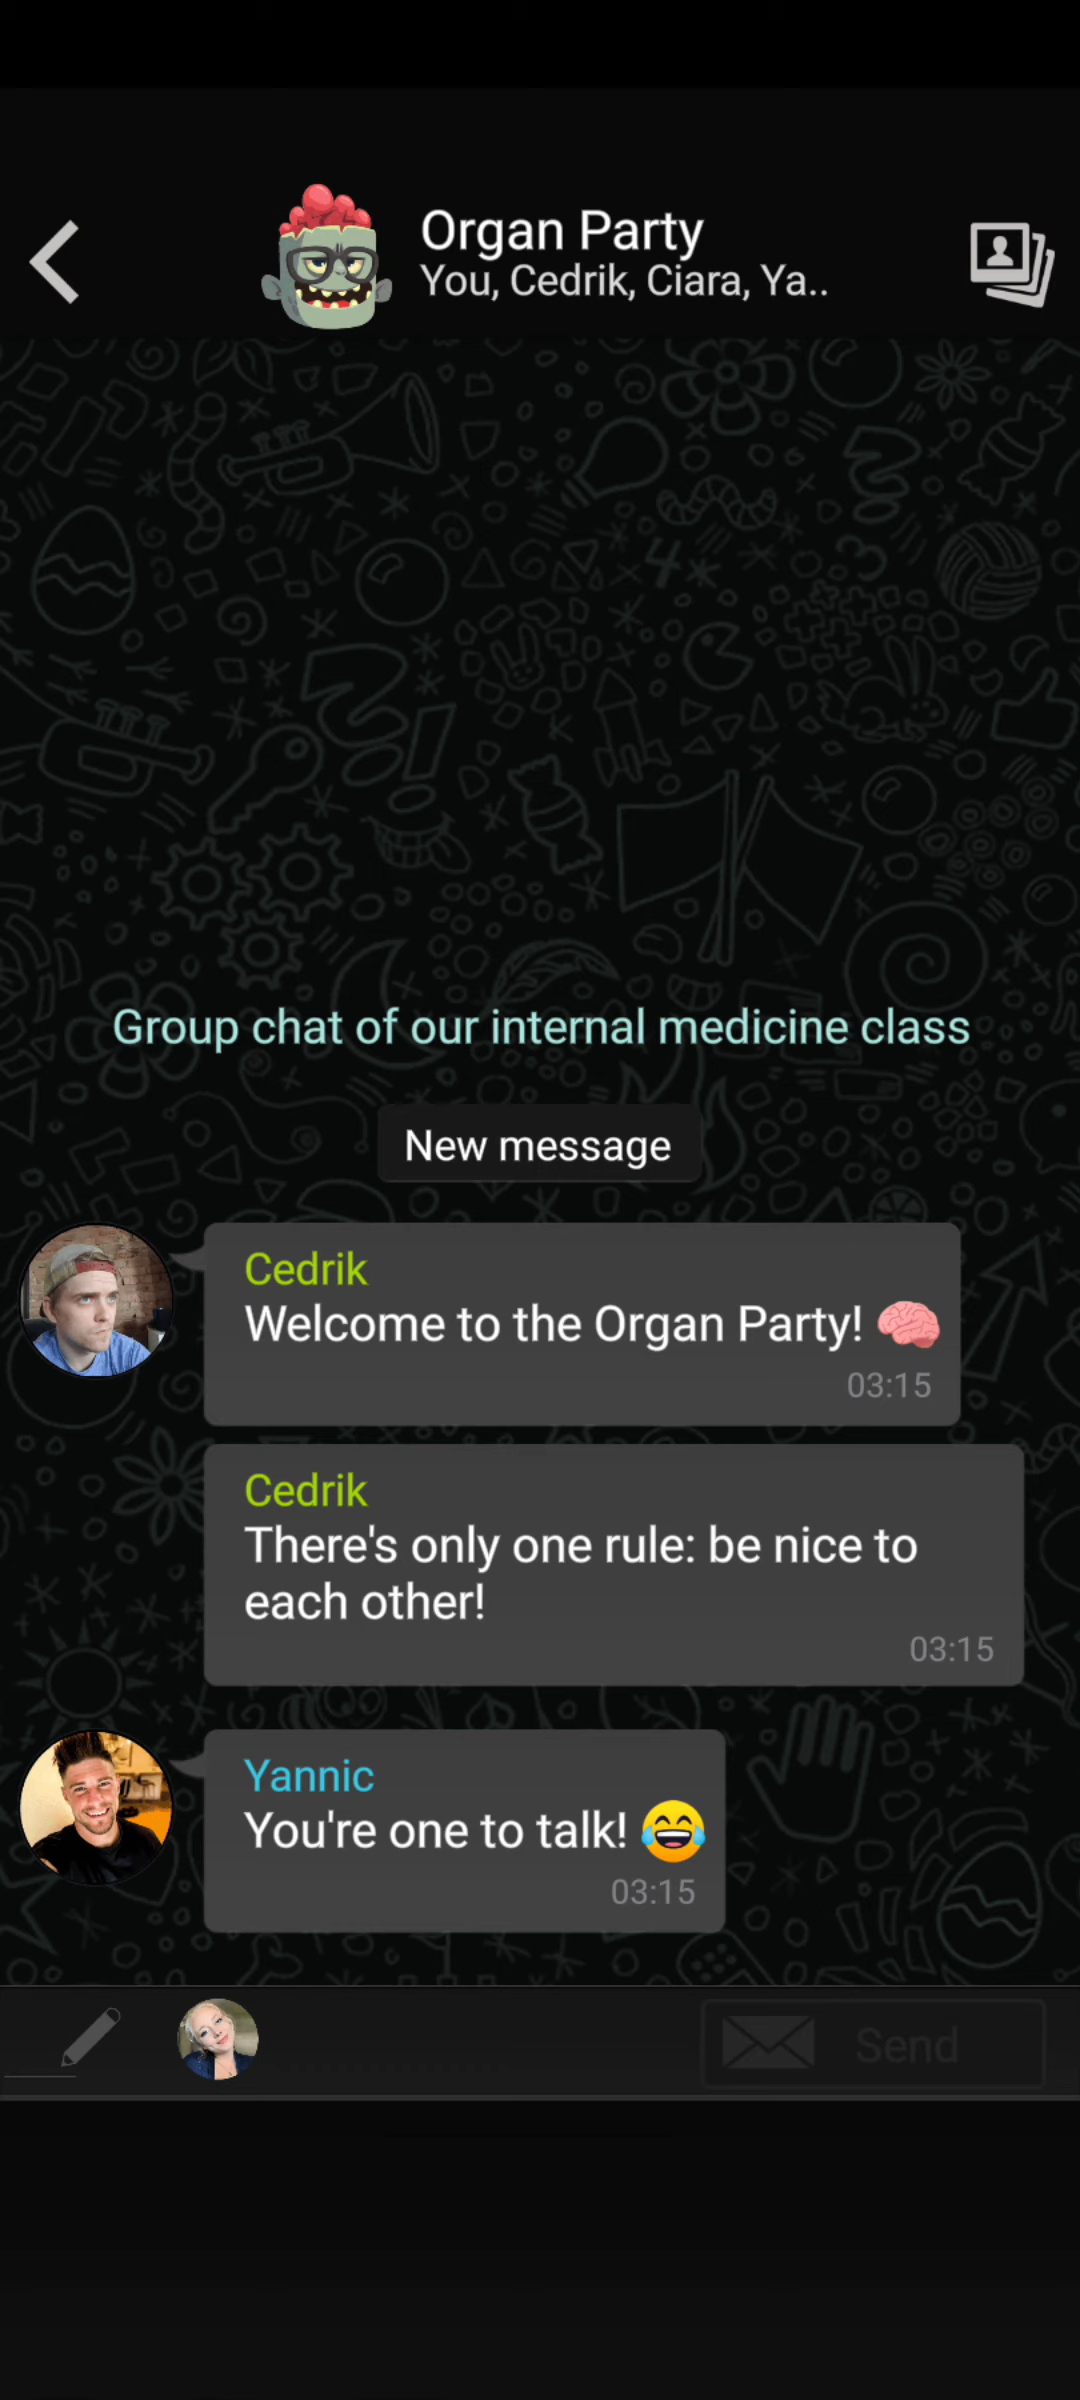 Organ Party
You, Cedrik, Ciara, Ya..
Group chat of our internal medicine class
New message
Cedrik
Welcome to the Organ Party! 🧠
03:15
Cedrik
There's only one rule: be nice to
each other!
03:15
Yannic
You're one to talk! 😂
03:15
Send